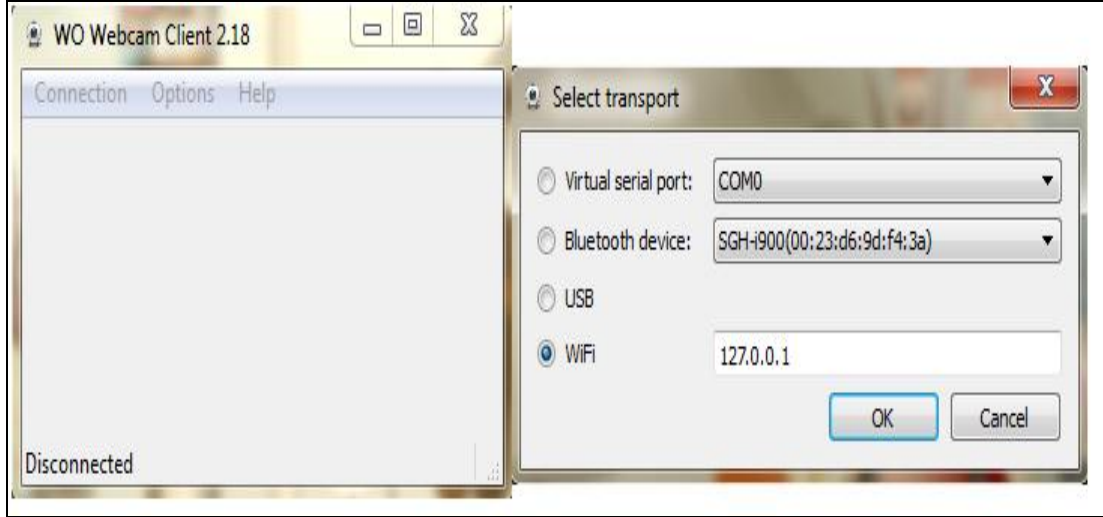 WO Webcam Client 2.18
Connection Options Help
Disconnected
Select transport
Virtual serial port: COM0
Bluetooth device: SGH-i900(00:23:d6:9d:f4:3a)
USB
WiFi 127.0.0.1
OK Cancel